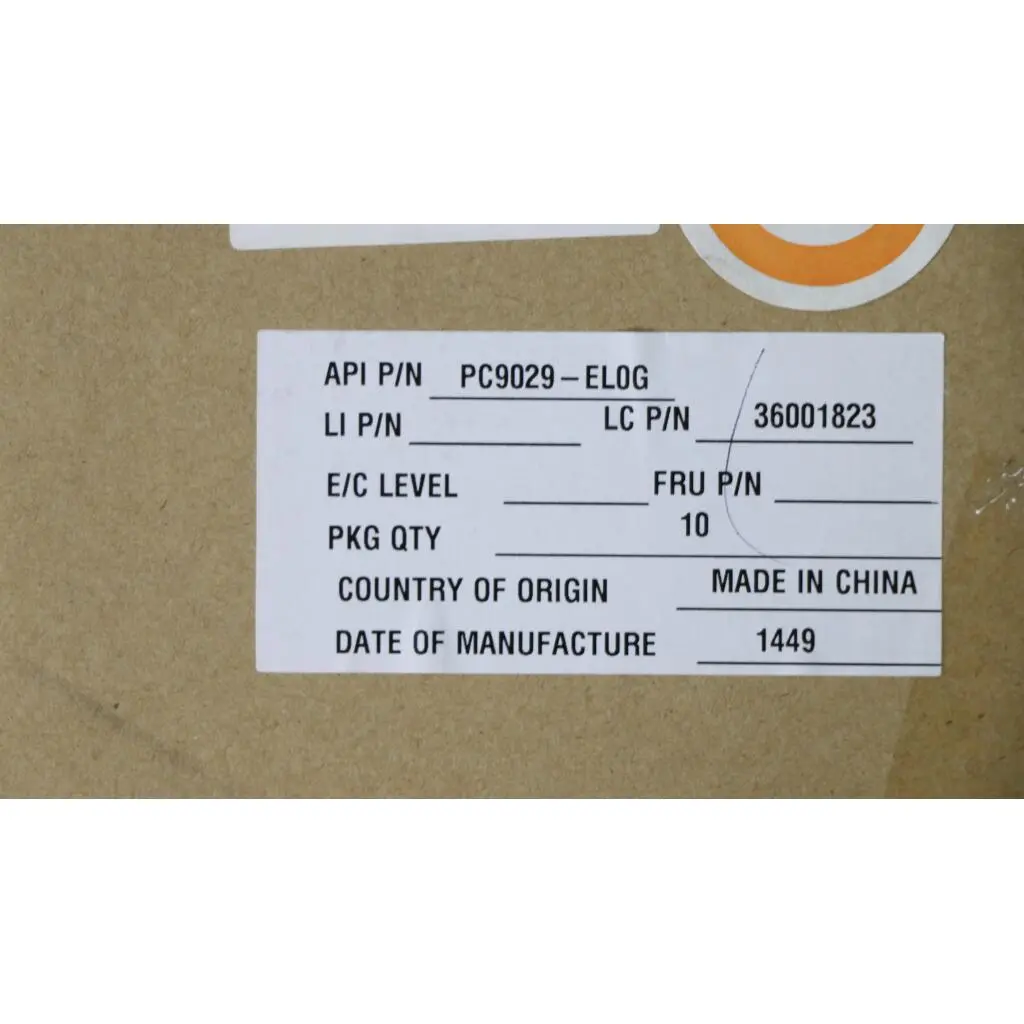 API P/N PC9029-EL0G
LI P/N LC P/N 36001823
E/C LEVEL FRU P/N
PKG QTY 10
COUNTRY OF ORIGIN MADE IN CHINA
DATE OF MANUFACTURE 1449